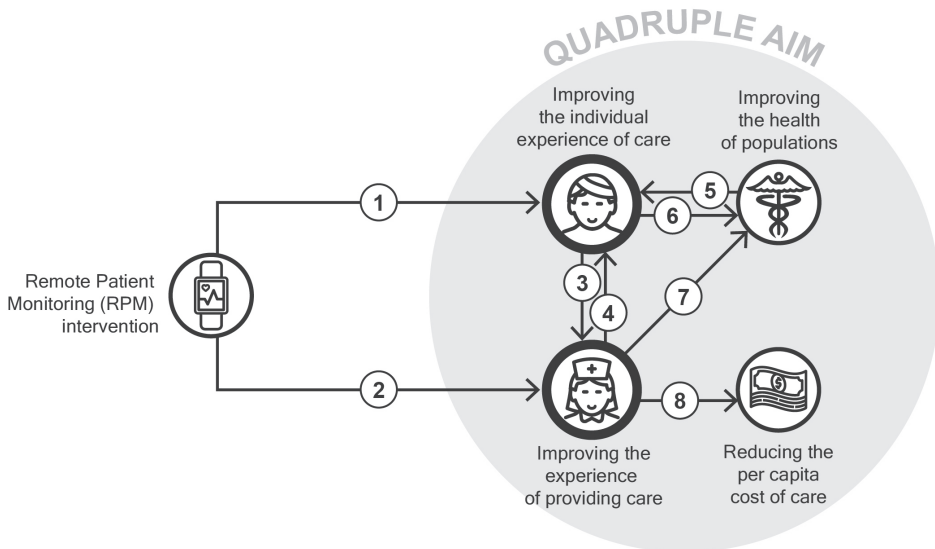 QUADRUPLE AIM
Improving
the individual
experience of care
Improving
the health
of populations
1
5
6
Remote Patient
Monitoring (RPM)
intervention
3
4
7
2
8
$
Improving the
experience
of providing care
Reducing the
per capita
cost of care